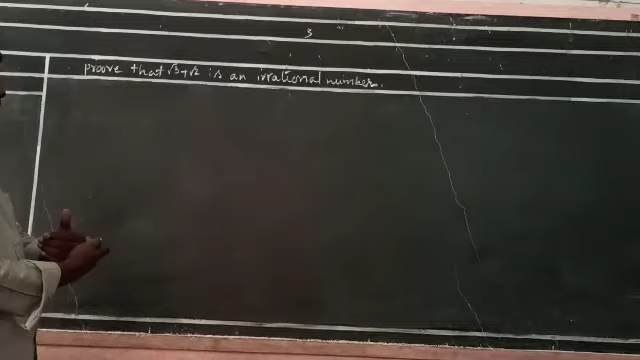 3
prove that √3+√2 is an irrational number.